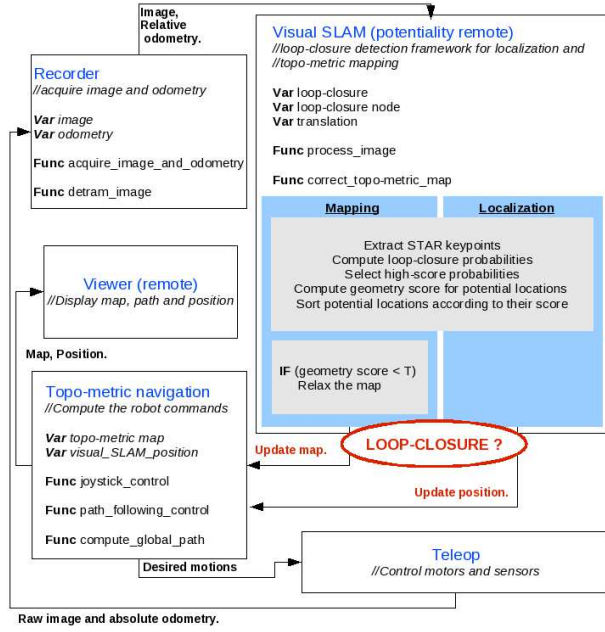 Image,
Relative
odometry.
Recorder
//acquire image and odometry
Var image
Var odometry
Func acquire_image_and_odometry
Func detram_image
Visual SLAM (potentiality remote)
//loop-closure detection framework for localization and
//topo-metric mapping
Var loop-closure
Var loop-closure node
Var translation
Func process_image
Func correct_topo-metric_map
Mapping
Localization
Extract STAR keypoints
Compute loop-closure probabilities
Select high-score probabilities
Compute geometry score for potential locations
Sort potential locations according to their score
IF (geometry score < T)
Relax the map
Viewer (remote)
//Display map, path and position
Map, Position.
Topo-metric navigation
//Compute the robot commands
Var topo-metric map
Var visual_SLAM_position
Func joystick_control
Func path_following_control
Func compute_global_path
LOOP-CLOSURE ?
Update map.
Update position.
Desired motions
Teleop
//Control motors and sensors
Raw image and absolute odometry.